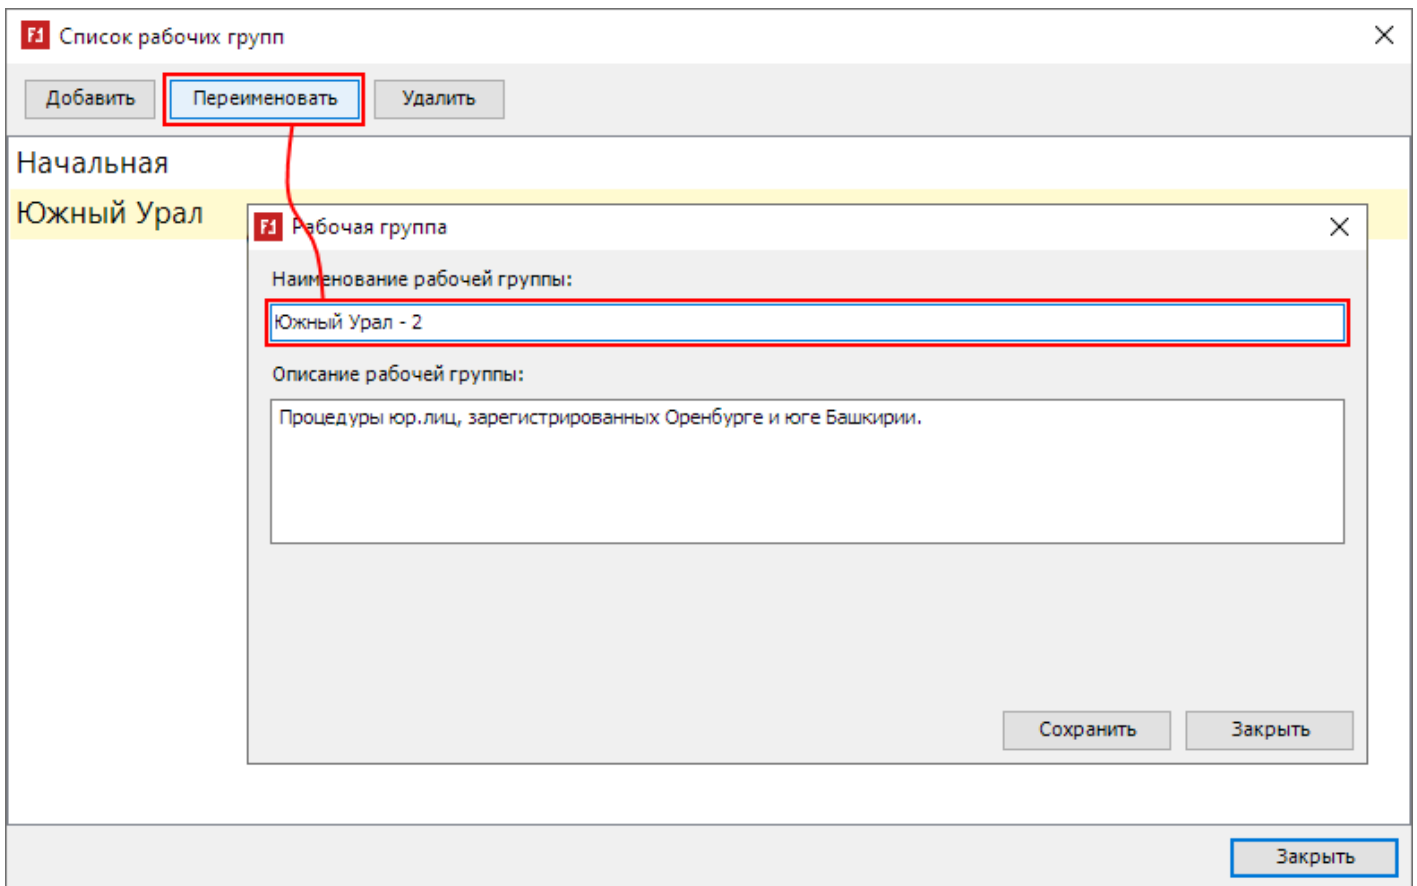 Список рабочих групп
Добавить Переименовать Удалить
Начальная
Южный Урал
Рабочая группа
Наименование рабочей группы:
Южный Урал - 2
Описание рабочей группы:
Процедуры юр.лиц, зарегистрированных Оренбурге и юге Башкирии.
Сохранить Закрыть
Закрыть